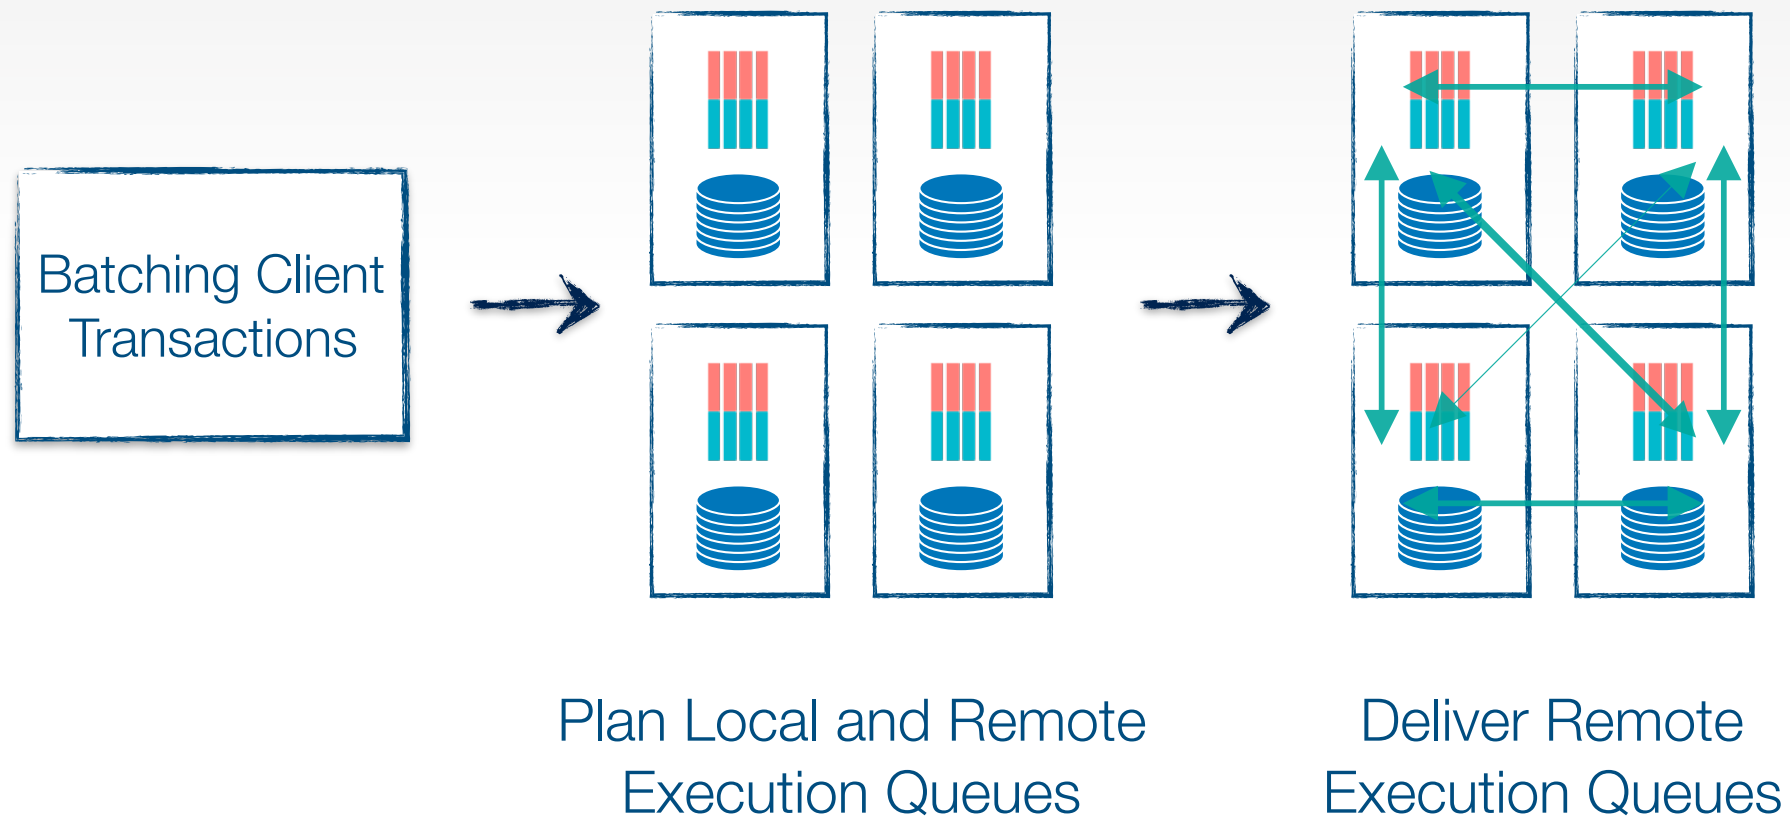 Batching Client
Transactions
Plan Local and Remote
Execution Queues
Deliver Remote
Execution Queues